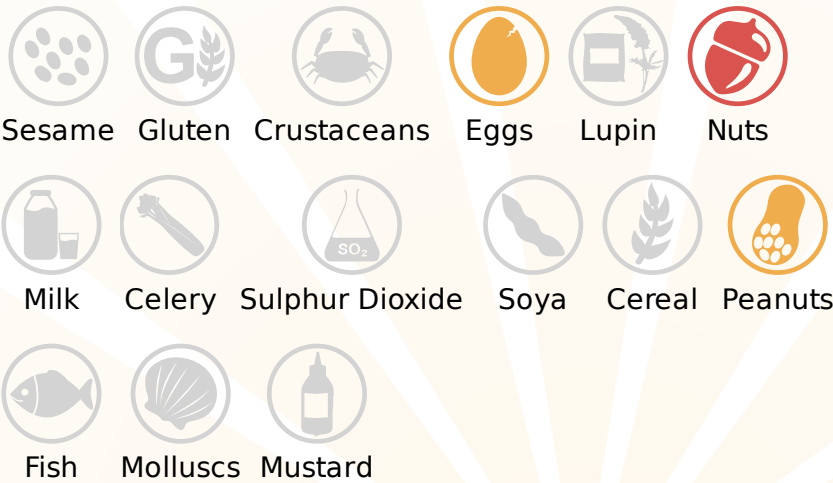 G
Sesame Gluten Crustaceans Eggs Lupin Nuts
SO₂
Milk Celery Sulphur Dioxide Soya Cereal Peanuts
Fish Molluscs Mustard